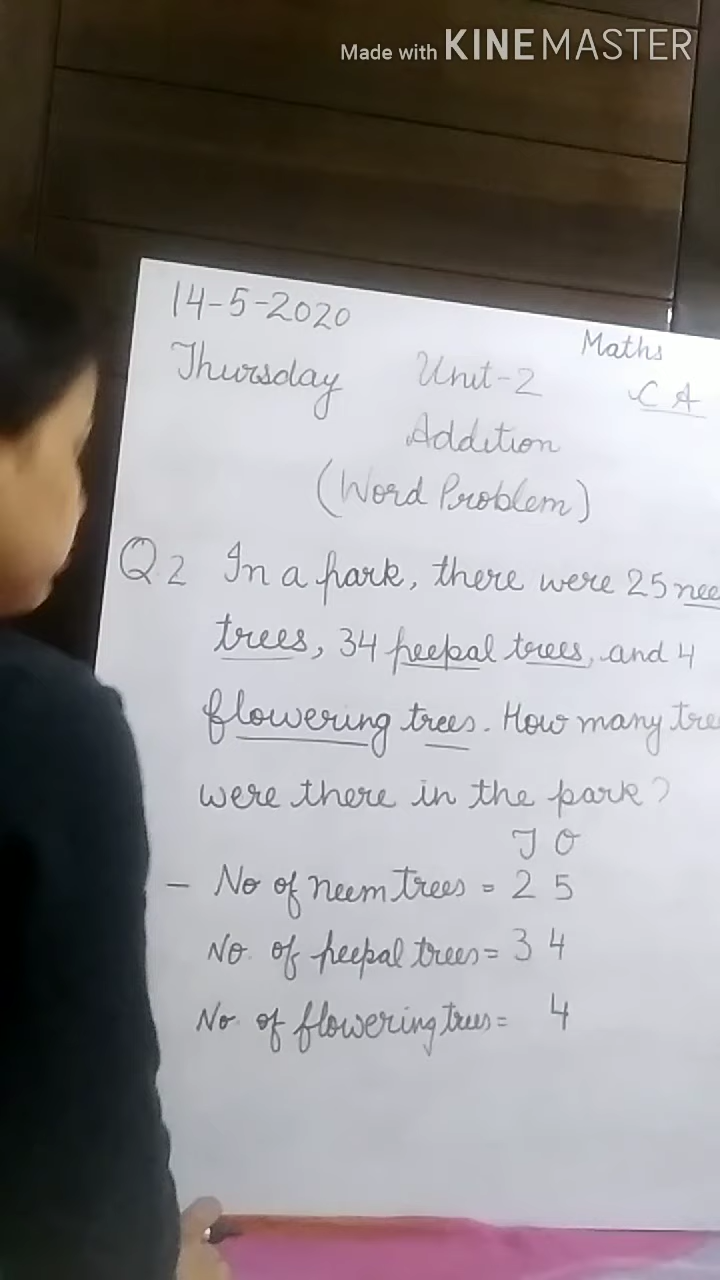 Made with KINEMASTER
14-5-2020
Maths
Thursday Unit-2 C A
Addition
(Word Problem)
Q.2 In a park, there were 25 nee
trees, 34 peepal trees, and 4
flowering trees. How many tre
were there in the park?
T O
- No of neem trees = 2 5
No. of peepal trees = 3 4
No. of flowering trees = 4